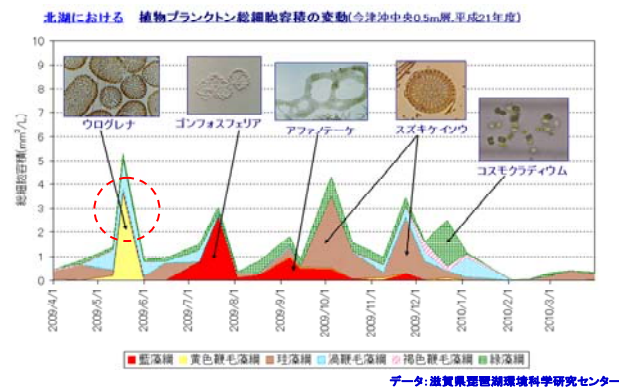 北湖における 植物プランクトン総細胞容積の変動(今津沖中央0.5m層,平成21年度)
総細胞容積(mm³/L)
10
9
8
7
6
5
4
3
2
1
0
ウログレナ
ゴンフォスフェリア
アファノテーケ
スズキケイソウ
コスモクラディウム
2009/4/1
2009/5/1
2009/6/1
2009/7/1
2009/8/1
2009/9/1
2009/10/1
2009/11/1
2009/12/1
2010/1/1
2010/2/1
2010/3/1
藍藻綱 黄色鞭毛藻綱 珪藻綱 渦鞭毛藻綱 褐色鞭毛藻綱 緑藻綱
データ:滋賀県琵琶湖環境科学研究センター